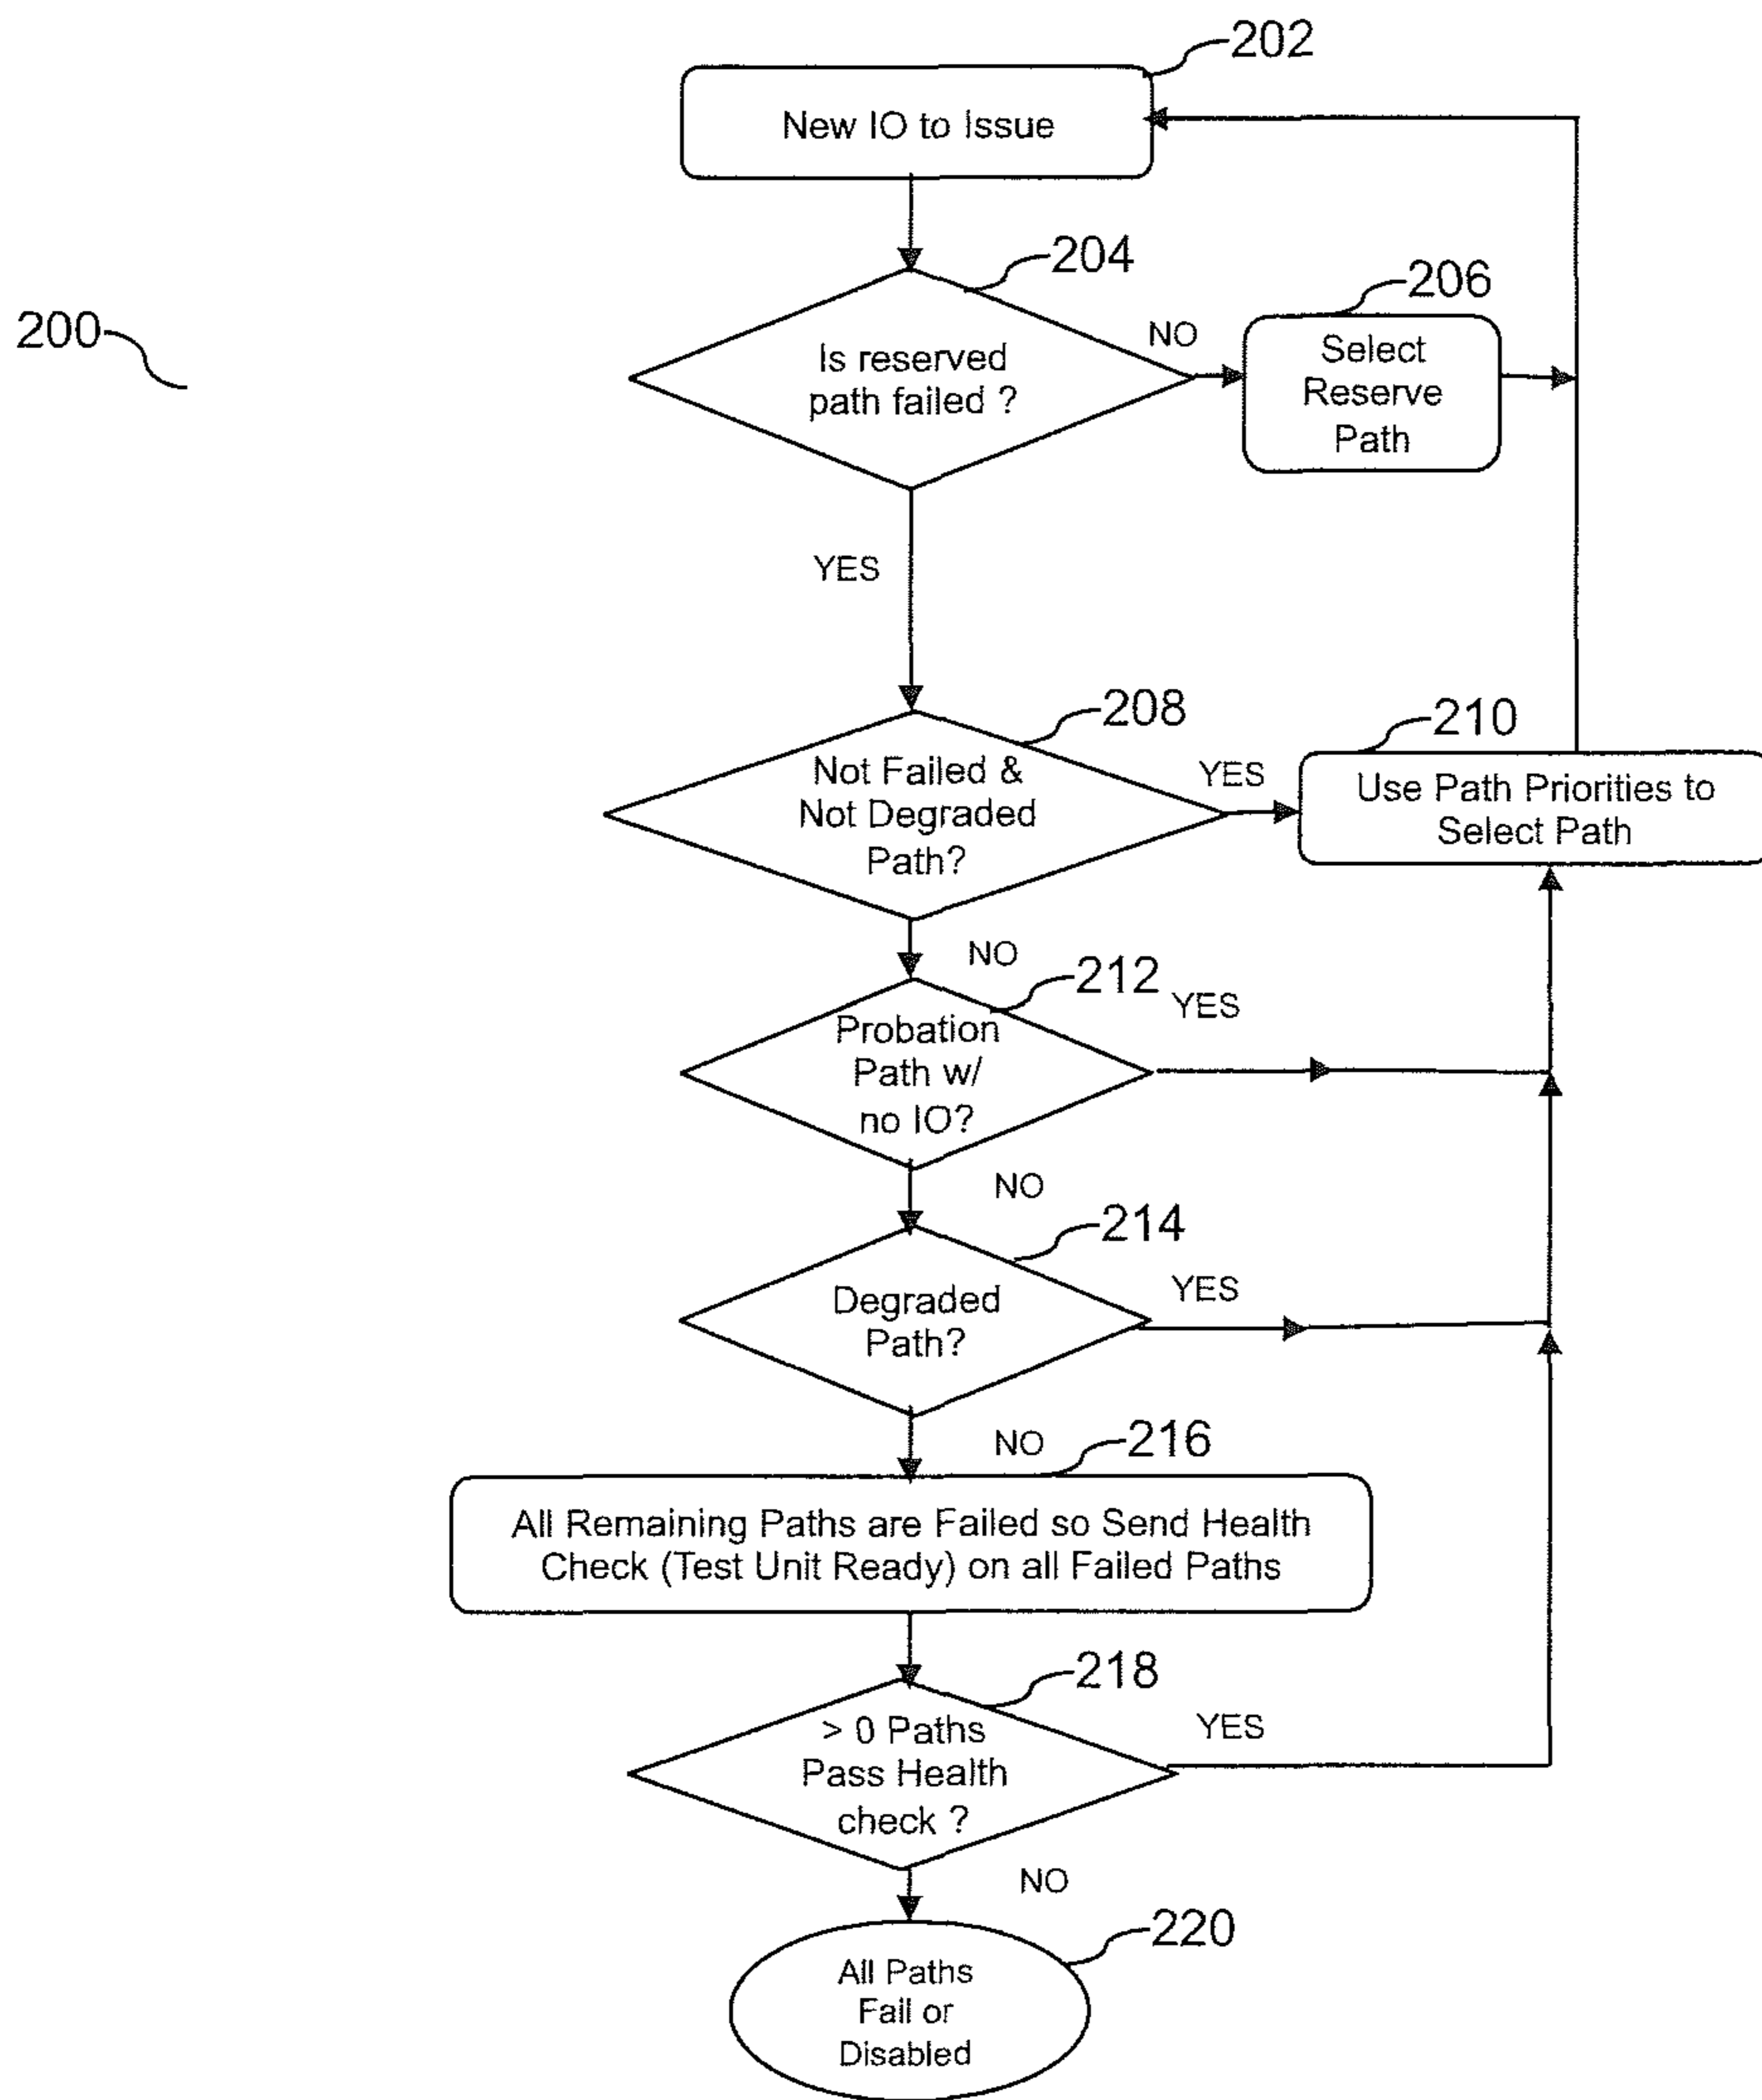 202
New IO to Issue
204
200
206
Is reserved
path failed ?
NO
Select
Reserve
Path
YES
208
210
Not Failed &
Not Degraded
Path?
YES
Use Path Priorities to
Select Path
NO
212
YES
Probation
Path w/
no IO?
NO
214
YES
Degraded
Path?
NO
216
All Remaining Paths are Failed so Send Health
Check (Test Unit Ready) on all Failed Paths
218
> 0 Paths
Pass Health
check ?
YES
NO
220
All Paths
Fail or
Disabled